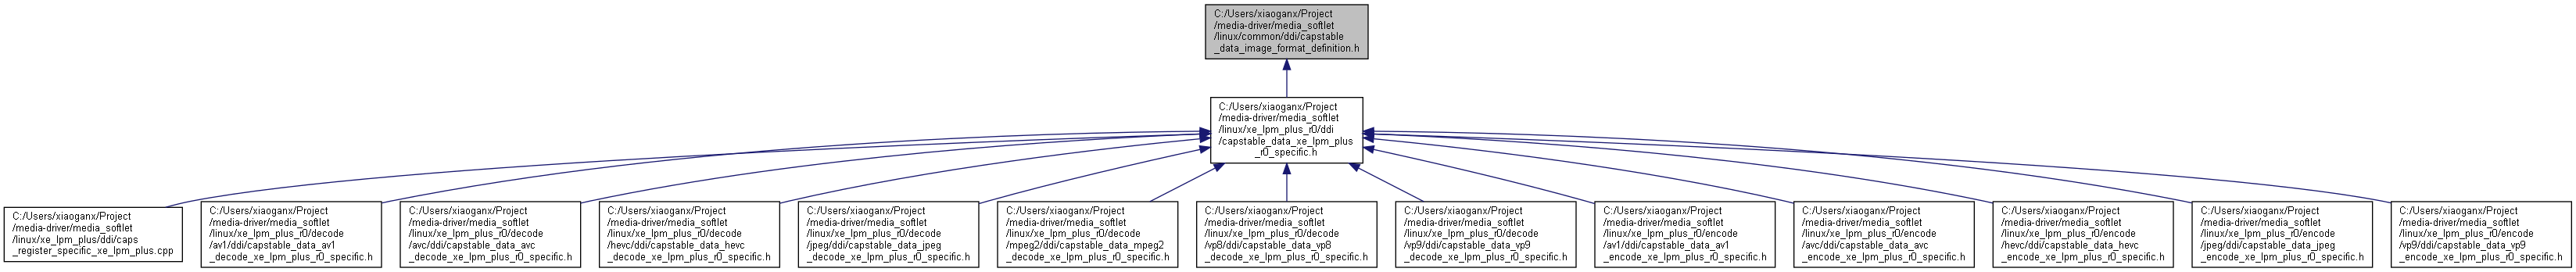 C:/Users/xiaoganx/Project
/media-driver/media_softlet
/linux/common/ddi/capstable
_data_image_format_definition.h
C:/Users/xiaoganx/Project
/media-driver/media_softlet
/linux/xe_lpm_plus_r0/ddi
/capstable_data_xe_lpm_plus
_r0_specific.h
C:/Users/xiaoganx/Project
/media-driver/media_softlet
/linux/xe_lpm_plus/ddi/caps
_register_specific_xe_lpm_plus.cpp
C:/Users/xiaoganx/Project
/media-driver/media_softlet
/linux/xe_lpm_plus_r0/decode
/av1/ddi/capstable_data_av1
_decode_xe_lpm_plus_r0_specific.h
C:/Users/xiaoganx/Project
/media-driver/media_softlet
/linux/xe_lpm_plus_r0/decode
/avc/ddi/capstable_data_avc
_decode_xe_lpm_plus_r0_specific.h
C:/Users/xiaoganx/Project
/media-driver/media_softlet
/linux/xe_lpm_plus_r0/decode
/hevc/ddi/capstable_data_hevc
_decode_xe_lpm_plus_r0_specific.h
C:/Users/xiaoganx/Project
/media-driver/media_softlet
/linux/xe_lpm_plus_r0/decode
/jpeg/ddi/capstable_data_jpeg
_decode_xe_lpm_plus_r0_specific.h
C:/Users/xiaoganx/Project
/media-driver/media_softlet
/linux/xe_lpm_plus_r0/decode
/mpeg2/ddi/capstable_data_mpeg2
_decode_xe_lpm_plus_r0_specific.h
C:/Users/xiaoganx/Project
/media-driver/media_softlet
/linux/xe_lpm_plus_r0/decode
/vp8/ddi/capstable_data_vp8
_decode_xe_lpm_plus_r0_specific.h
C:/Users/xiaoganx/Project
/media-driver/media_softlet
/linux/xe_lpm_plus_r0/decode
/vp9/ddi/capstable_data_vp9
_decode_xe_lpm_plus_r0_specific.h
C:/Users/xiaoganx/Project
/media-driver/media_softlet
/linux/xe_lpm_plus_r0/encode
/av1/ddi/capstable_data_av1
_encode_xe_lpm_plus_r0_specific.h
C:/Users/xiaoganx/Project
/media-driver/media_softlet
/linux/xe_lpm_plus_r0/encode
/avc/ddi/capstable_data_avc
_encode_xe_lpm_plus_r0_specific.h
C:/Users/xiaoganx/Project
/media-driver/media_softlet
/linux/xe_lpm_plus_r0/encode
/hevc/ddi/capstable_data_hevc
_encode_xe_lpm_plus_r0_specific.h
C:/Users/xiaoganx/Project
/media-driver/media_softlet
/linux/xe_lpm_plus_r0/encode
/jpeg/ddi/capstable_data_jpeg
_encode_xe_lpm_plus_r0_specific.h
C:/Users/xiaoganx/Project
/media-driver/media_softlet
/linux/xe_lpm_plus_r0/encode
/vp9/ddi/capstable_data_vp9
_encode_xe_lpm_plus_r0_specific.h